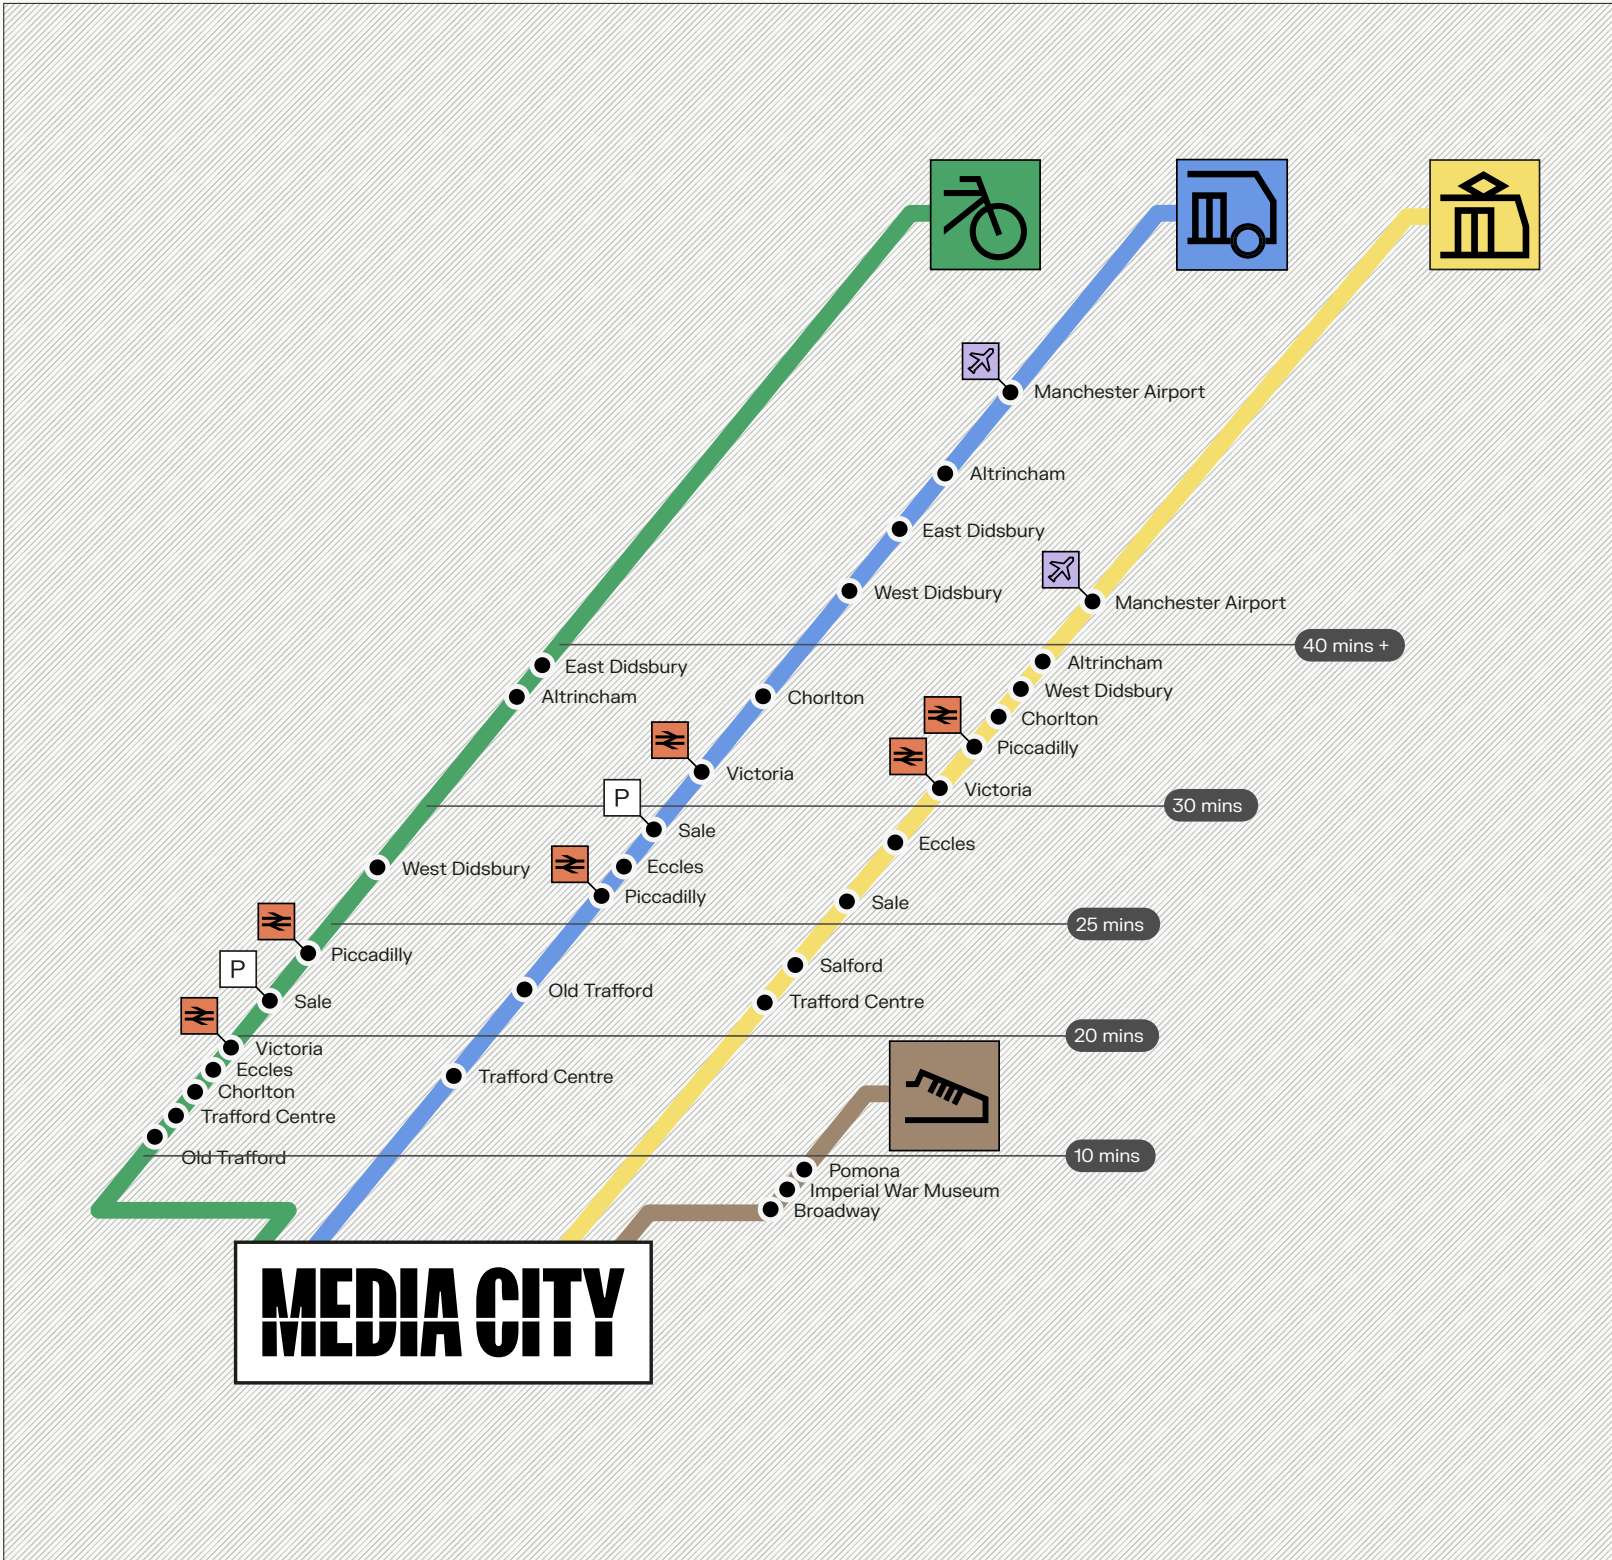 Manchester Airport
Altrincham
East Didsbury
West Didsbury
Manchester Airport
40 mins +
East Didsbury
Altrincham
West Didsbury
Altrincham
Chorlton
Chorlton
Piccadilly
Victoria
Victoria
P
30 mins
Sale
Eccles
West Didsbury
Eccles
Piccadilly
Sale
25 mins
Piccadilly
P
Salford
Old Trafford
Sale
Trafford Centre
20 mins
Victoria
Eccles
Trafford Centre
Chorlton
Trafford Centre
Old Trafford
10 mins
Pomona
Imperial War Museum
Broadway
MEDIA CITY